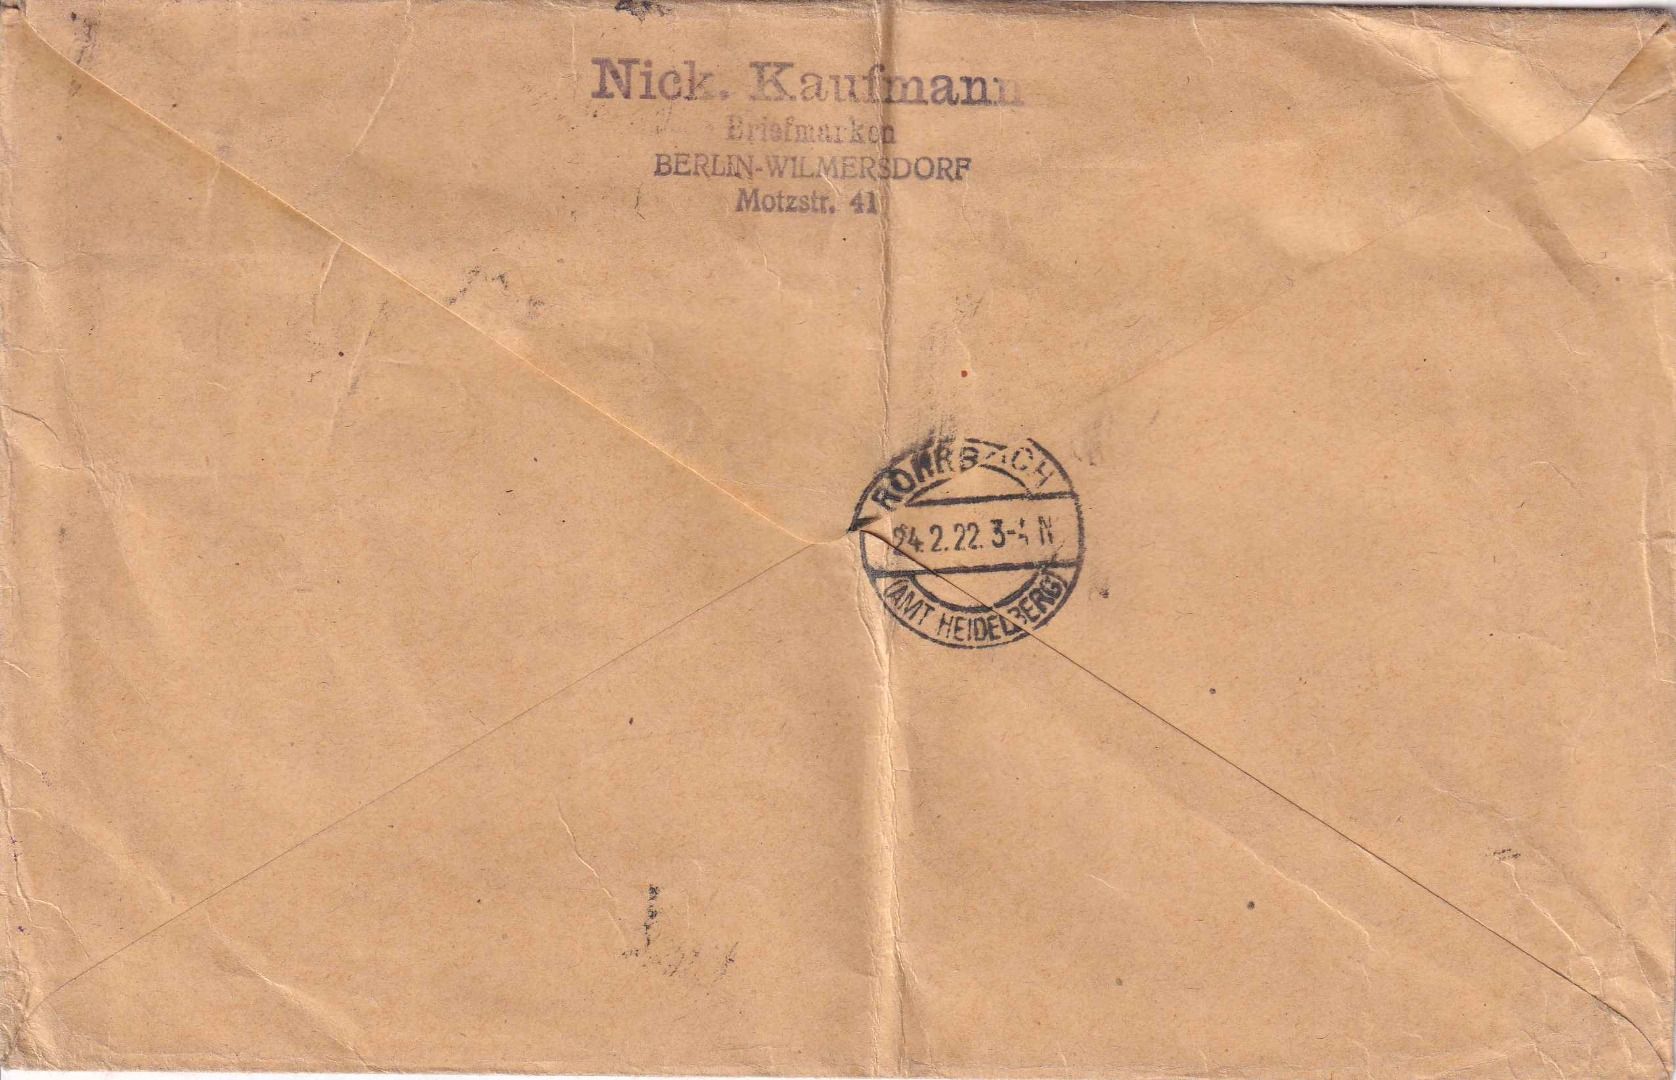 Nick. Kaufmann
Briefmarken
BERLIN-WILMERSDORF
Motzstr. 41
ROHRBACH
24.2.22. 3-4 N
(AMT HEIDELBERG)